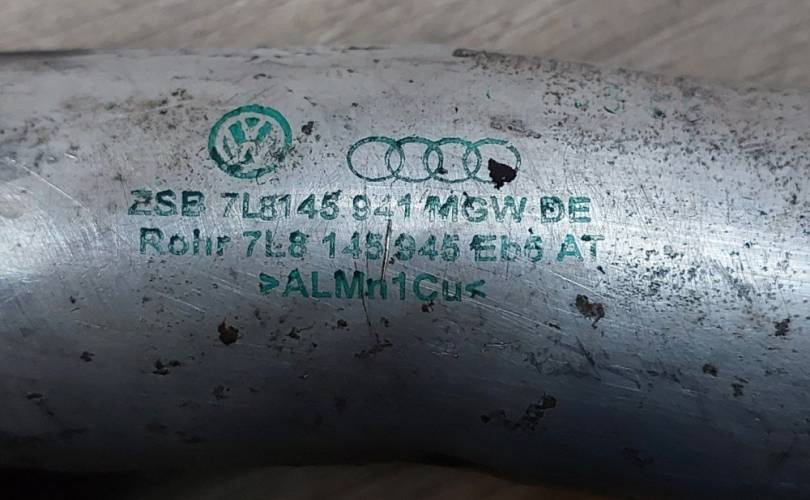 ZSB 7L8145 941 MGW DE
Rohr 7L8 145 945 Eb6 AT
>ALMn1Cu<